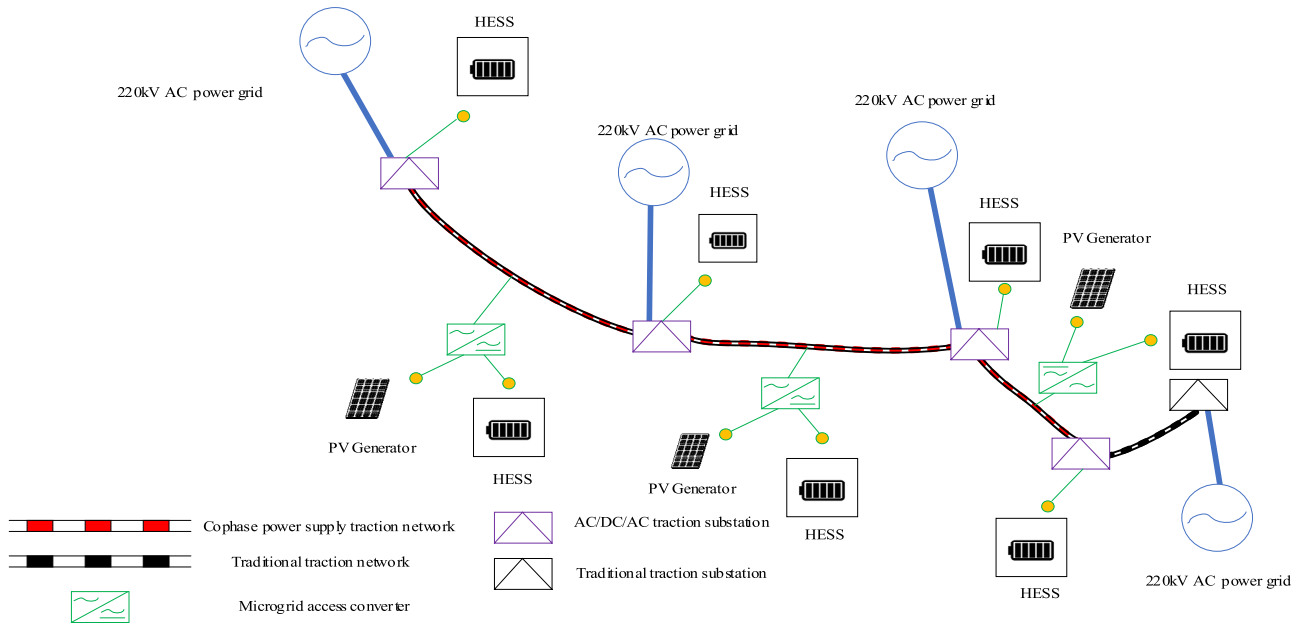 HESS
220kV AC power grid
220kV AC power grid
220kV AC power grid
HESS
HESS
PV Generator
HESS
PV Generator
HESS
PV Generator
HESS
HESS
220kV AC power grid
Cophase power supply traction network
Traditional traction network
Microgrid access converter
AC/DC/AC traction substation
Traditional traction substation